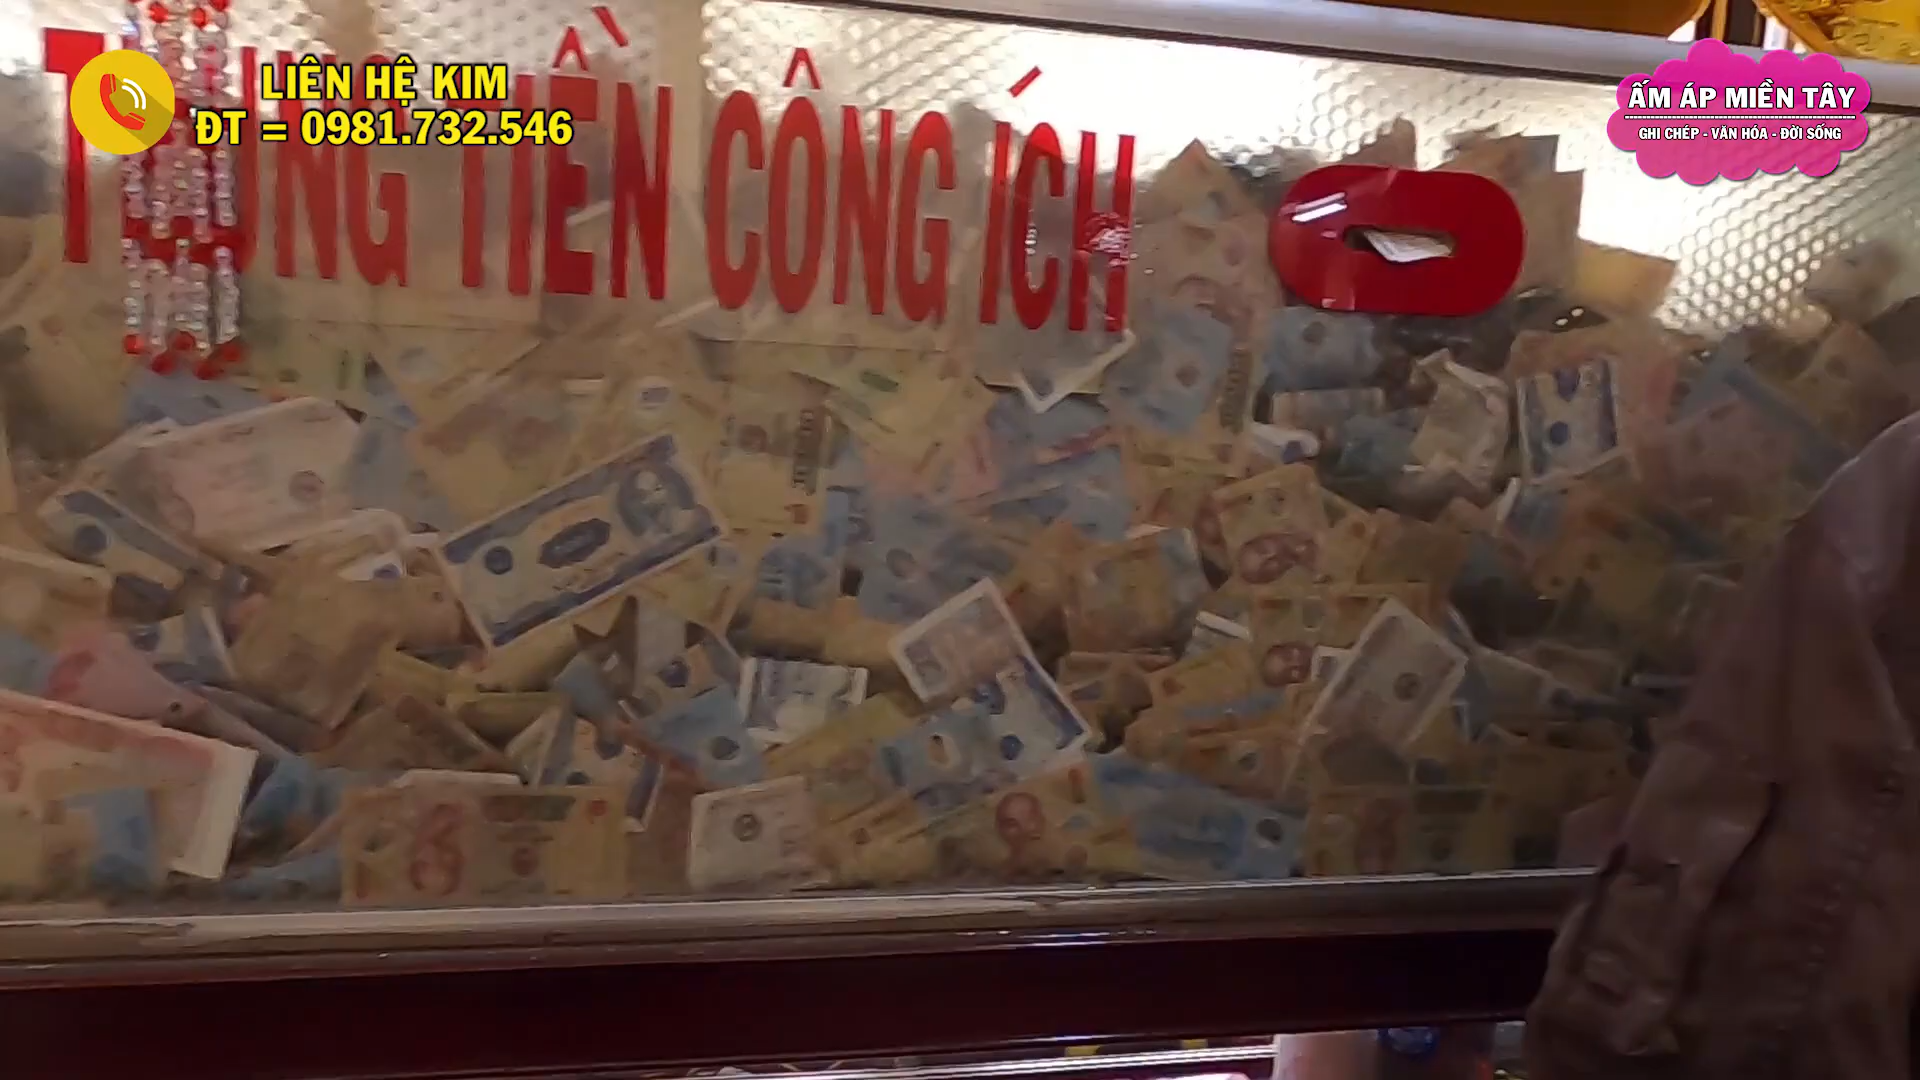 LIÊN HỆ KIM
ĐT = 0981.732.546
ẤM ÁP MIỀN TÂY
GHI CHÉP - VĂN HÓA - ĐỜI SỐNG
TIỀN CÔNG ÍCH